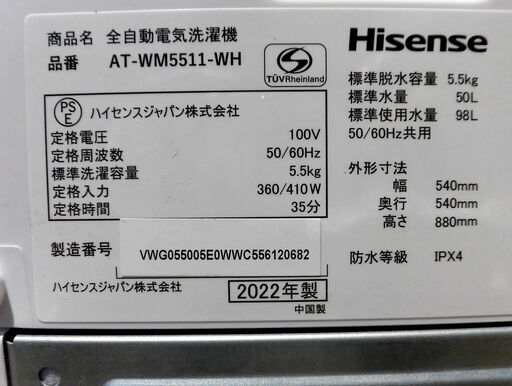 商品名 全自動電気洗濯機
品番 AT-WM5511-WH
TÜVRheinland
Hisense
PS
E
ハイセンスジャパン株式会社
定格電圧 100V
定格周波数 50/60Hz
標準洗濯容量 5.5kg
定格入力 360/410W
定格時間 35分
標準脱水容量 5.5kg
標準水量 50L
標準使用水量 98L
50/60Hz共用
外形寸法
幅 540mm
奥行 540mm
高さ 880mm
防水等級 IPX4
製造番号 VWG055005E0WWC556120682
ハイセンスジャパン株式会社
2022年製
中国製